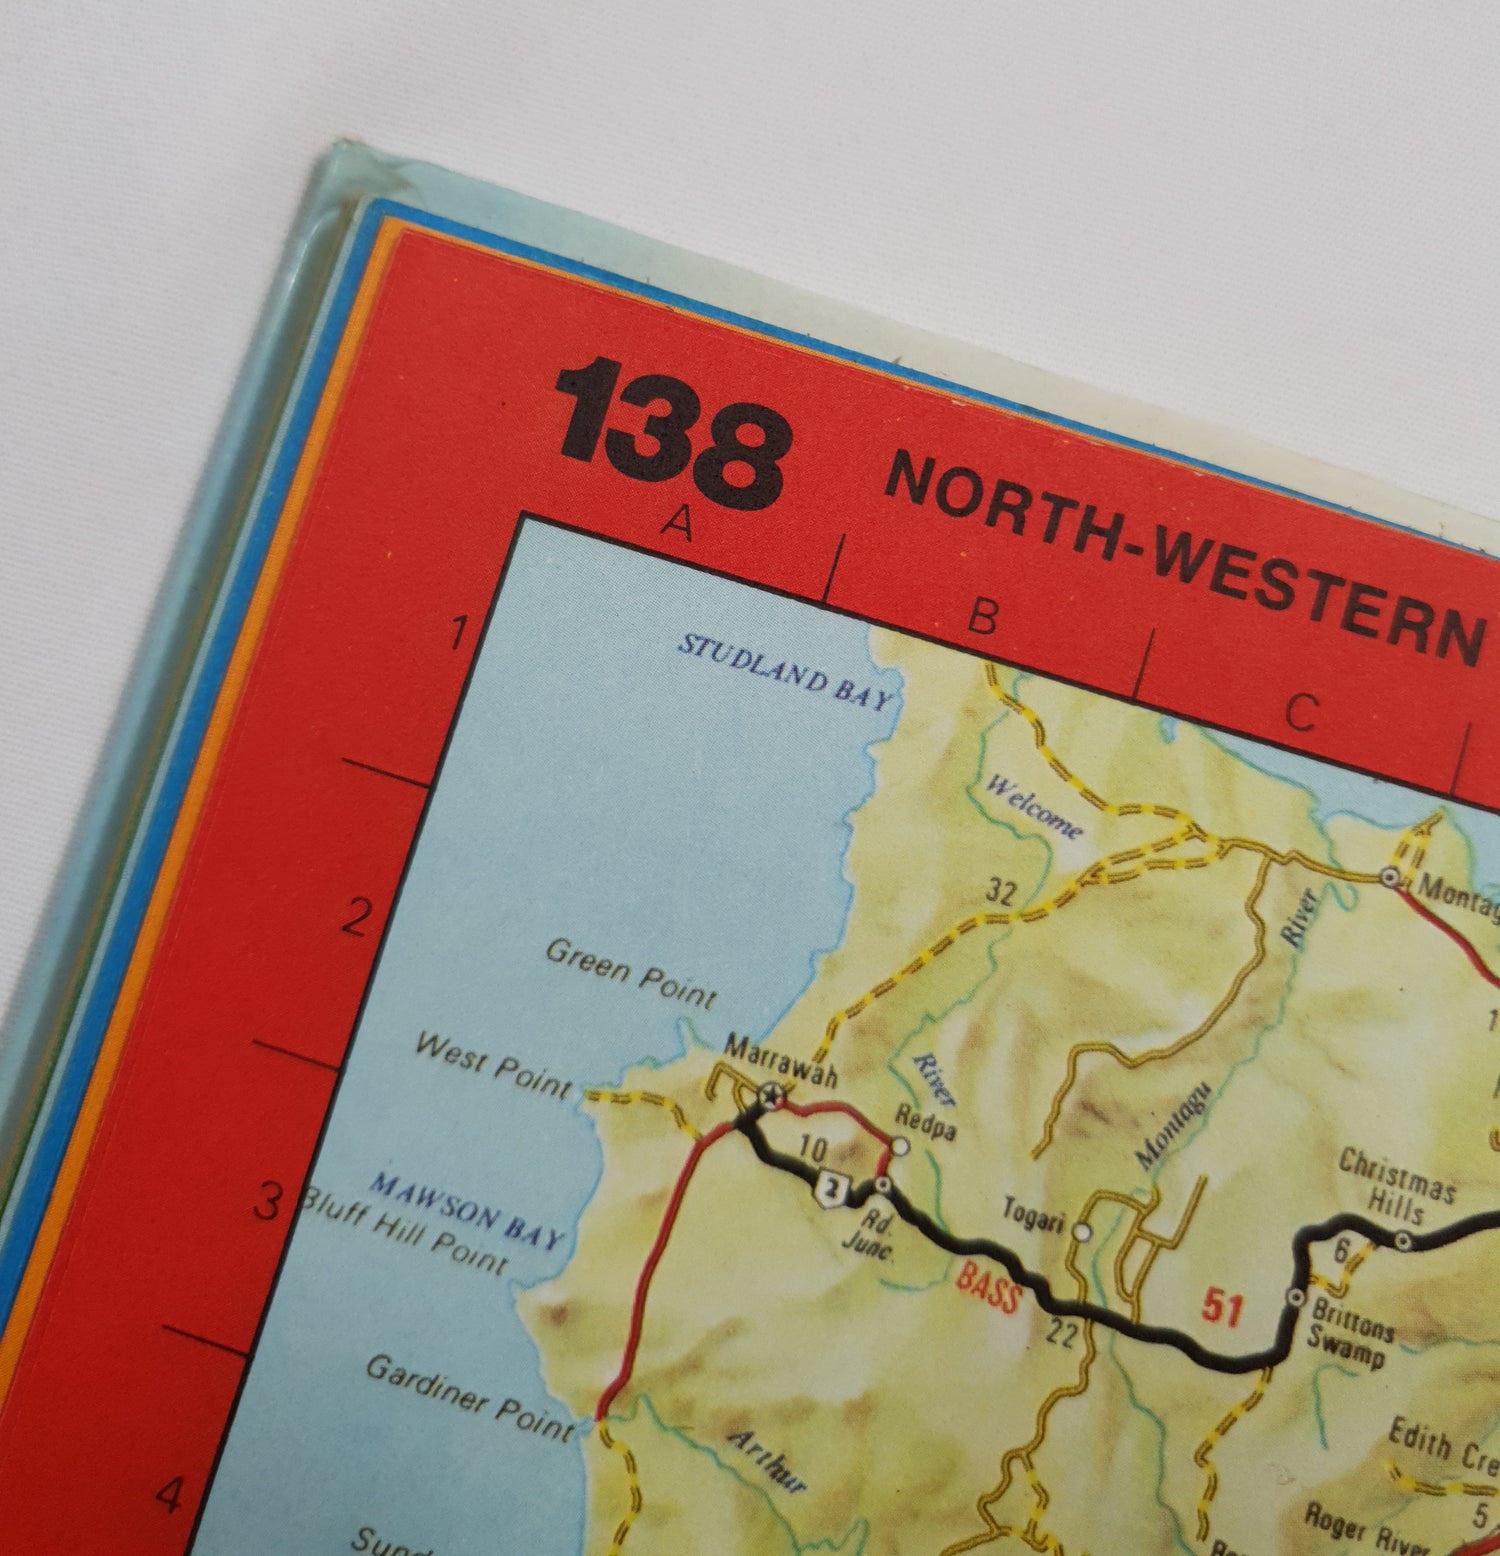 138
NORTH-WESTERN
A
B
C
1
STUDLAND BAY
Welcome
32
River
2
Green Point
West Point
Marrawah
River
Redpa
10
2
Montagu
Christmas
Hills
3
MAWSON BAY
Bluff Hill Point
Rd.
Junc.
Togari
BASS
22
51
6
Brittons
Swamp
Gardiner Point
Arthur
Edith
4
5
Roger River